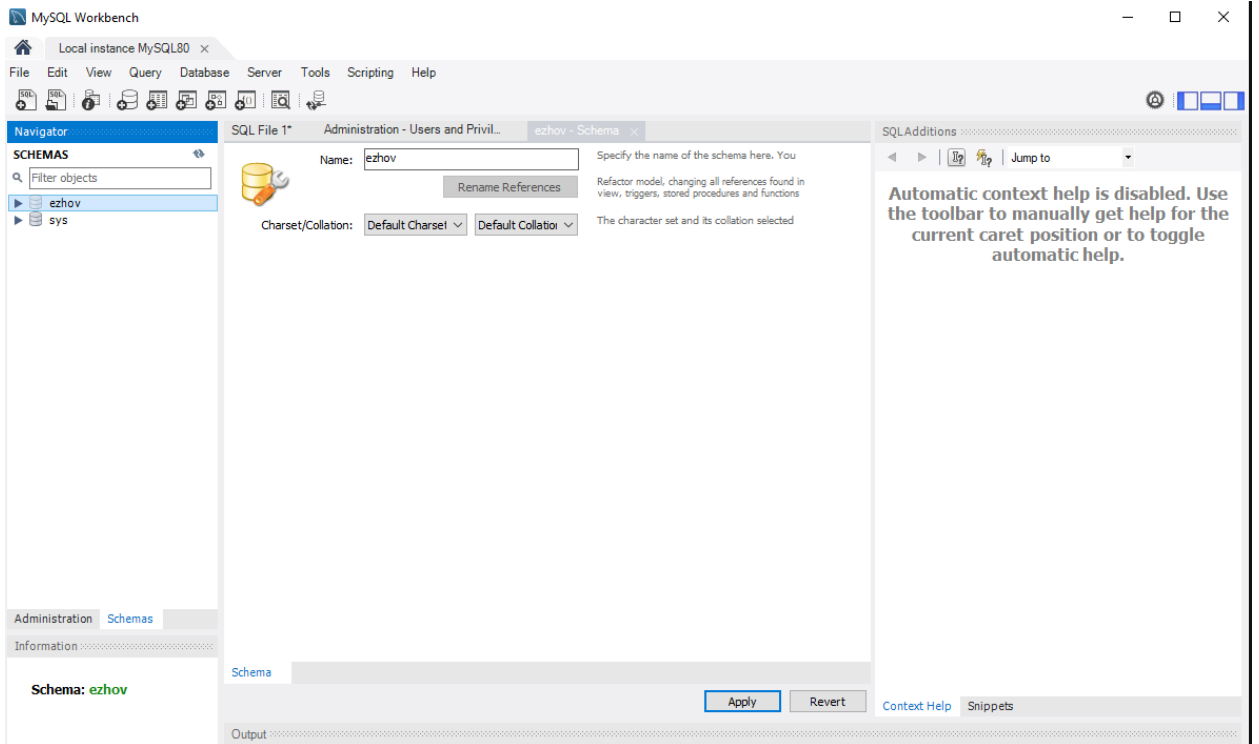 MySQL Workbench
Local instance MySQL80
File Edit View Query Database Server Tools Scripting Help
SQL SQL
Navigator
SCHEMAS
Filter objects
ezhov
sys
Administration Schemas
Information
Schema: ezhov
SQL File 1* Administration - Users and Privil... ezhov - Schema
Name: ezhov
Specify the name of the schema here. You
Rename References
Refactor model, changing all references found in
view, triggers, stored procedures and functions
Charset/Collation: Default Charset Default Collation
The character set and its collation selected
Schema
Apply Revert
Output
SQLAdditions
Jump to
Automatic context help is disabled. Use
the toolbar to manually get help for the
current caret position or to toggle
automatic help.
Context Help Snippets